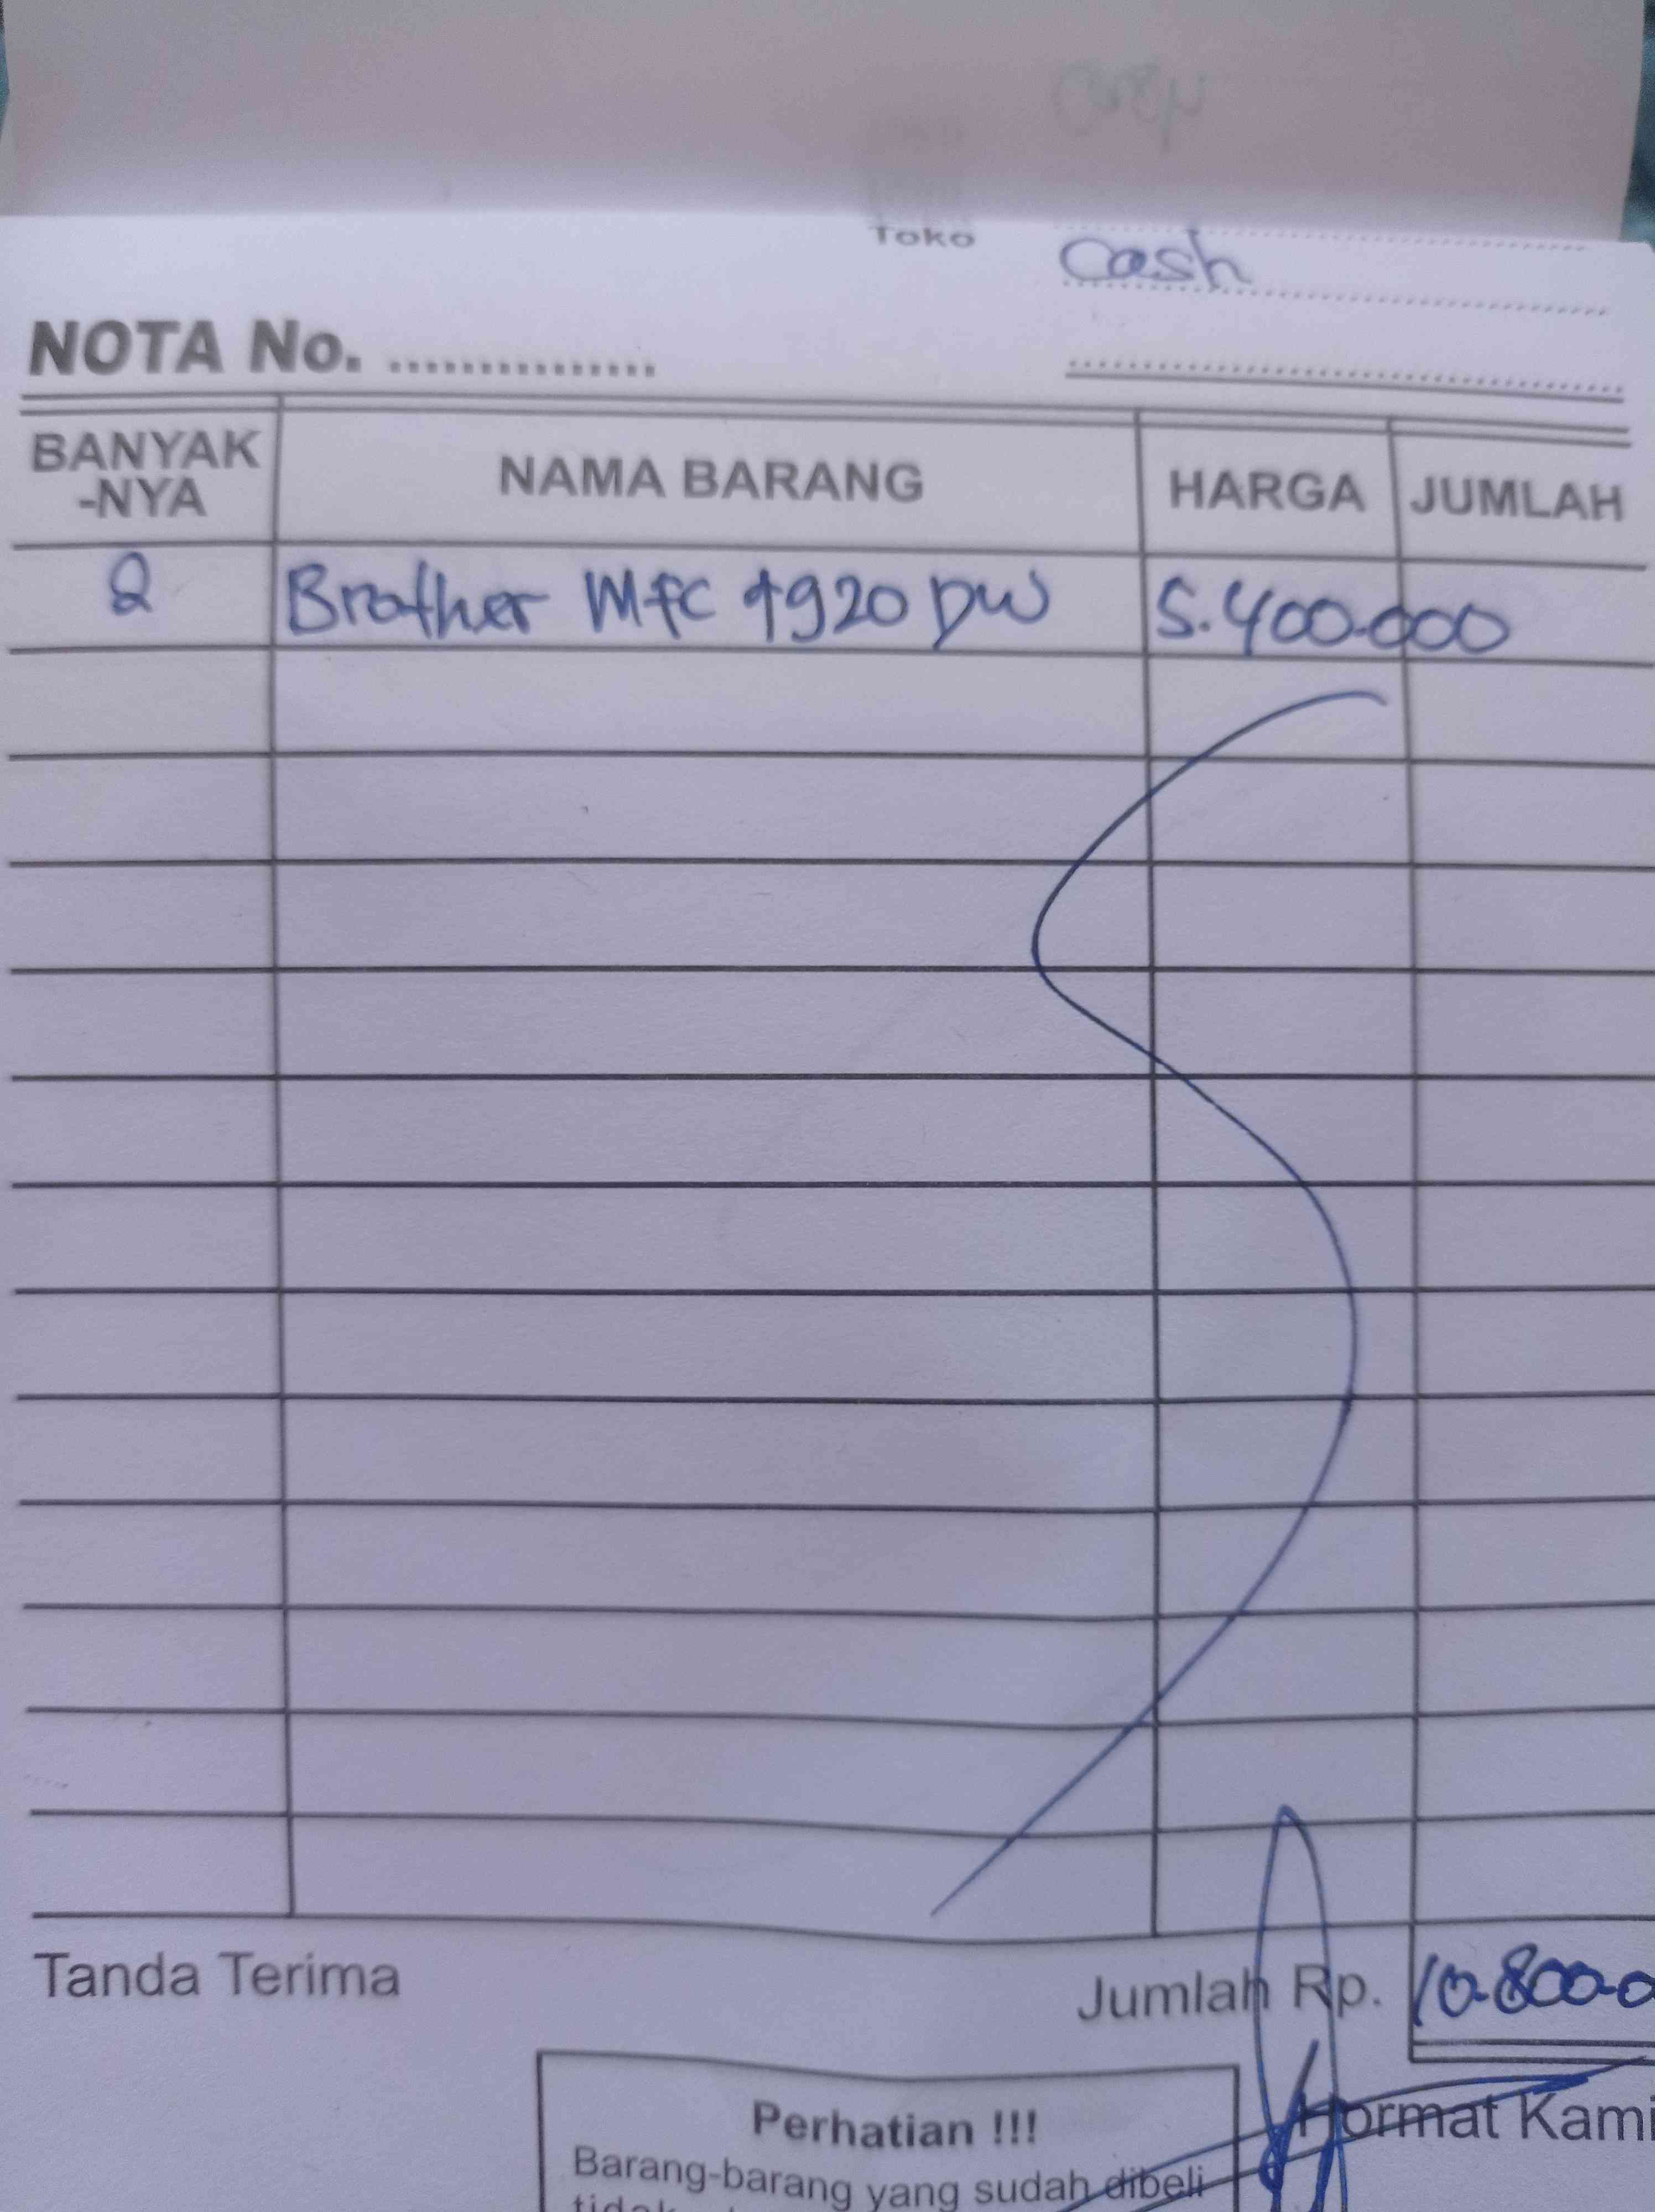 Toko
Cash
NOTA No. ...............
BANYAK
-NYA
NAMA BARANG
HARGA
JUMLAH
2 Brother Mfc 4920 DW 5.400.000
Tanda Terima
Jumlah Rp. 10.800.0
Hormat Kami
Perhatian !!!
Barang-barang yang sudah dibeli